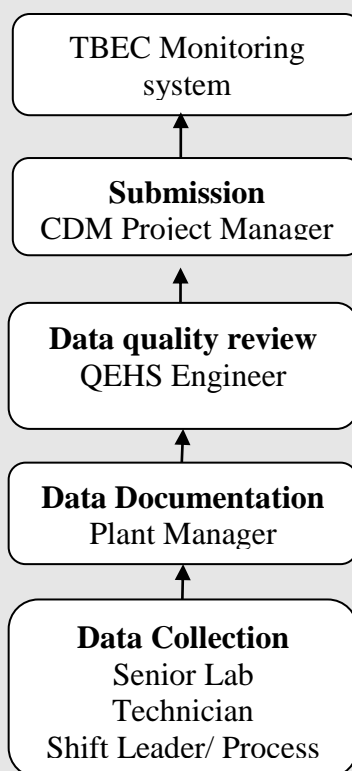 TBEC Monitoring
system
Submission
CDM Project Manager
Data quality review
QEHS Engineer
Data Documentation
Plant Manager
Data Collection
Senior Lab
Technician
Shift Leader/ Process